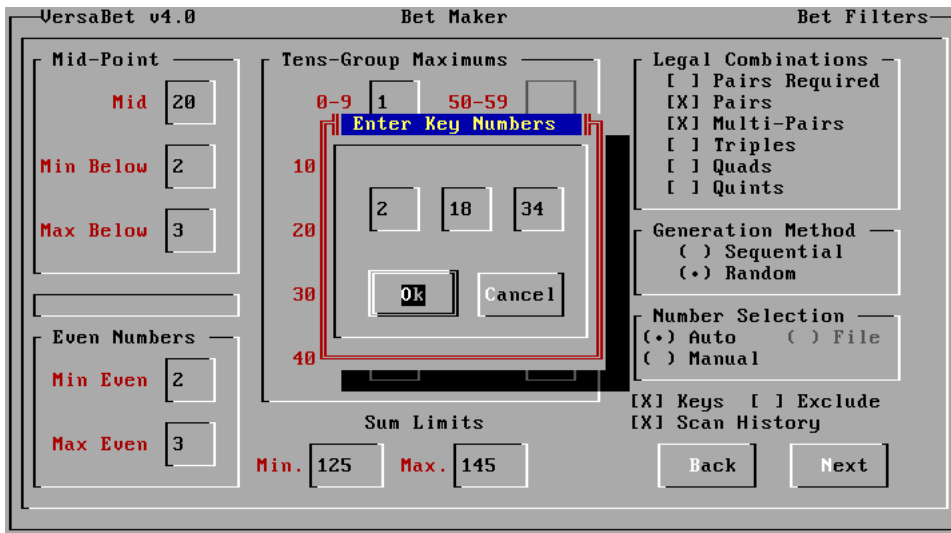 VersaBet v4.0 Bet Maker Bet Filters
Mid-Point
Mid 20
Min Below 2
Max Below 3
Even Numbers
Min Even 2
Max Even 3
Tens-Group Maximums
0-9 1 50-59
10
20
30
40
Enter Key Numbers
2 18 34
Ok Cancel
Sum Limits
Min. 125 Max. 145
Legal Combinations
[ ] Pairs Required
[X] Pairs
[X] Multi-Pairs
[ ] Triples
[ ] Quads
[ ] Quints
Generation Method
( ) Sequential
(•) Random
Number Selection
(•) Auto ( ) File
( ) Manual
[X] Keys [ ] Exclude
[X] Scan History
Back Next